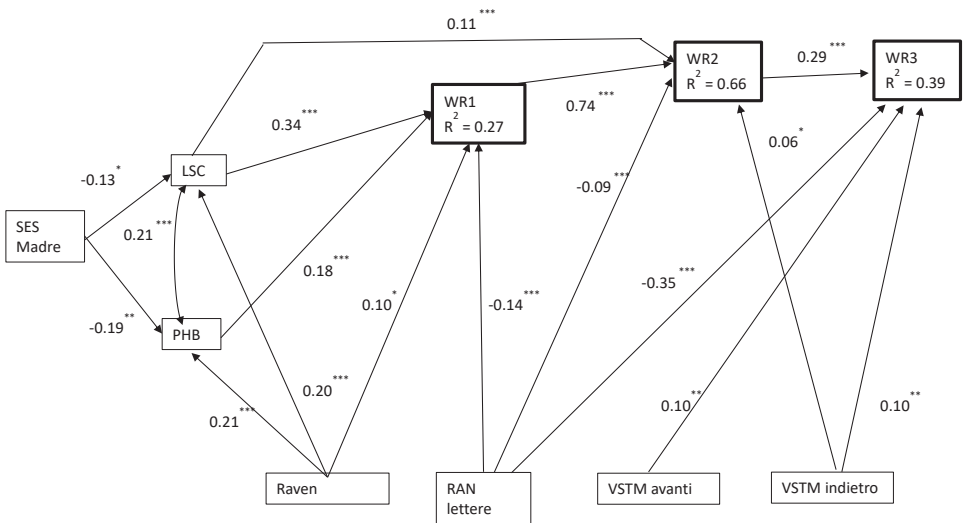 0.11***
WR2
R² = 0.66
0.29***
WR3
R² = 0.39
WR1
R² = 0.27
0.74***
0.34***
0.06*
LSC
-0.13*
-0.09***
SES
Madre
0.21***
0.18***
0.10*
-0.14***
-0.35***
-0.19**
PHB
0.20***
0.21***
0.10**
0.10**
Raven
RAN
lettere
VSTM avanti
VSTM indietro